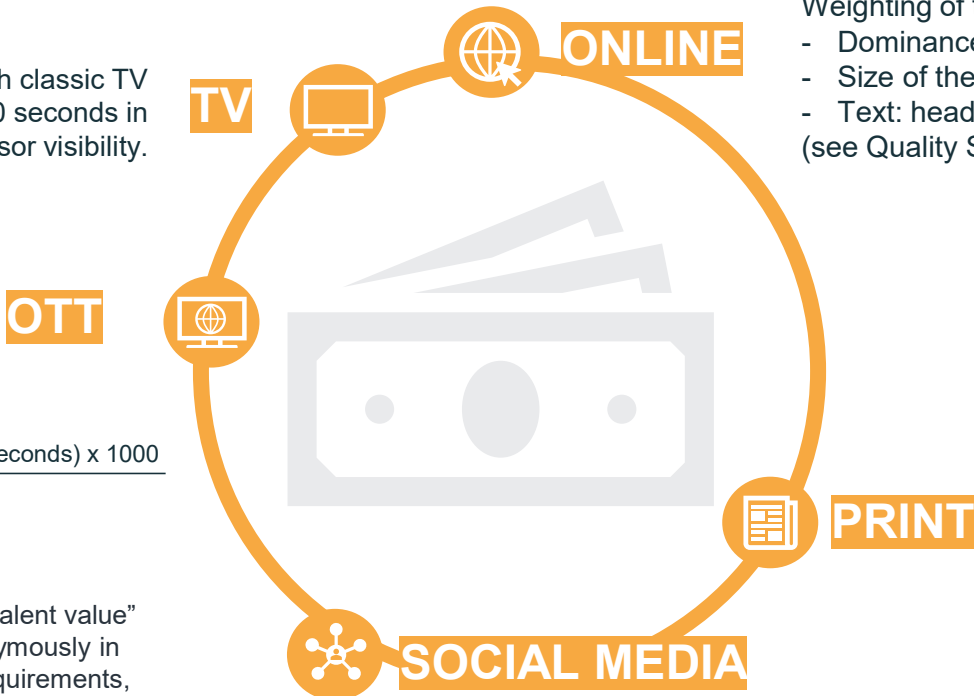 ONLINE
Weighting of
- Dominance
- Size of the
- Text: head
(see Quality S
h classic TV
0 seconds in
sor visibility.
TV
OTT
econds) x 1000
PRINT
alent value”
ymously in
quirements,
SOCIAL MEDIA